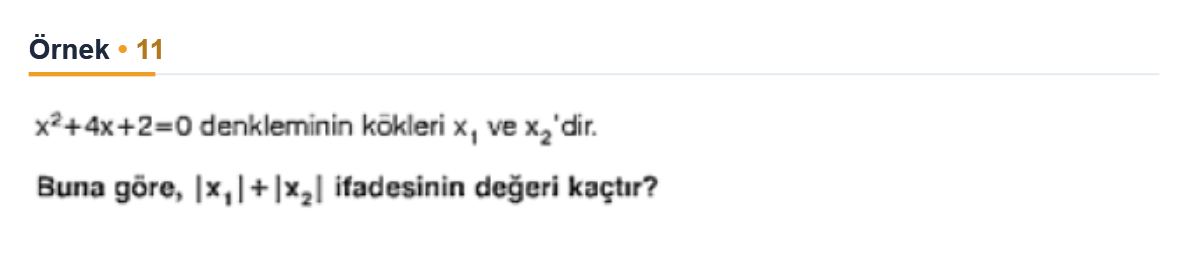 Örnek • 11
x²+4x+2=0 denkleminin kökleri x₁ ve x₂'dir.
Buna göre, |x₁|+|x₂| ifadesinin değeri kaçtır?